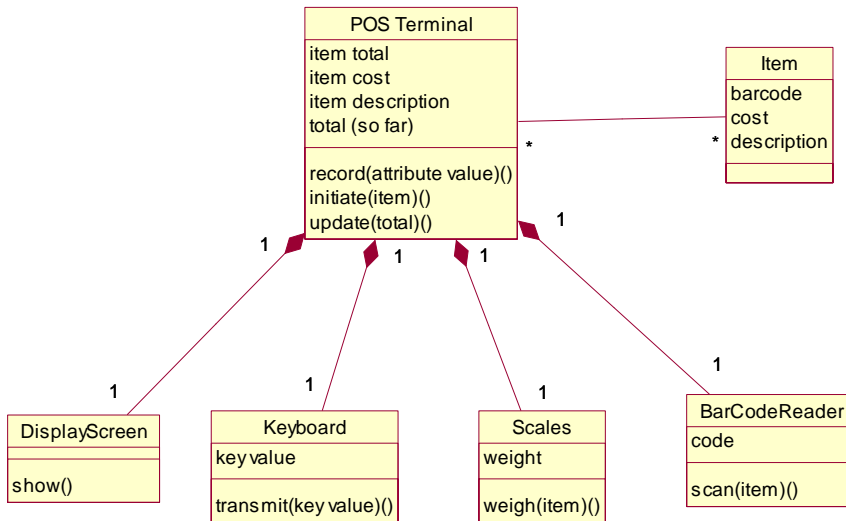 POS Terminal
item total
item cost
item description
total (so far)
record(attribute value)()
initiate(item)()
update(total)()
Item
barcode
cost
description
*
*
1
1
1
1
1
1
1
1
DisplayScreen
show()
Keyboard
key value
transmit(key value)()
Scales
weight
weigh(item)()
BarCodeReader
code
scan(item)()